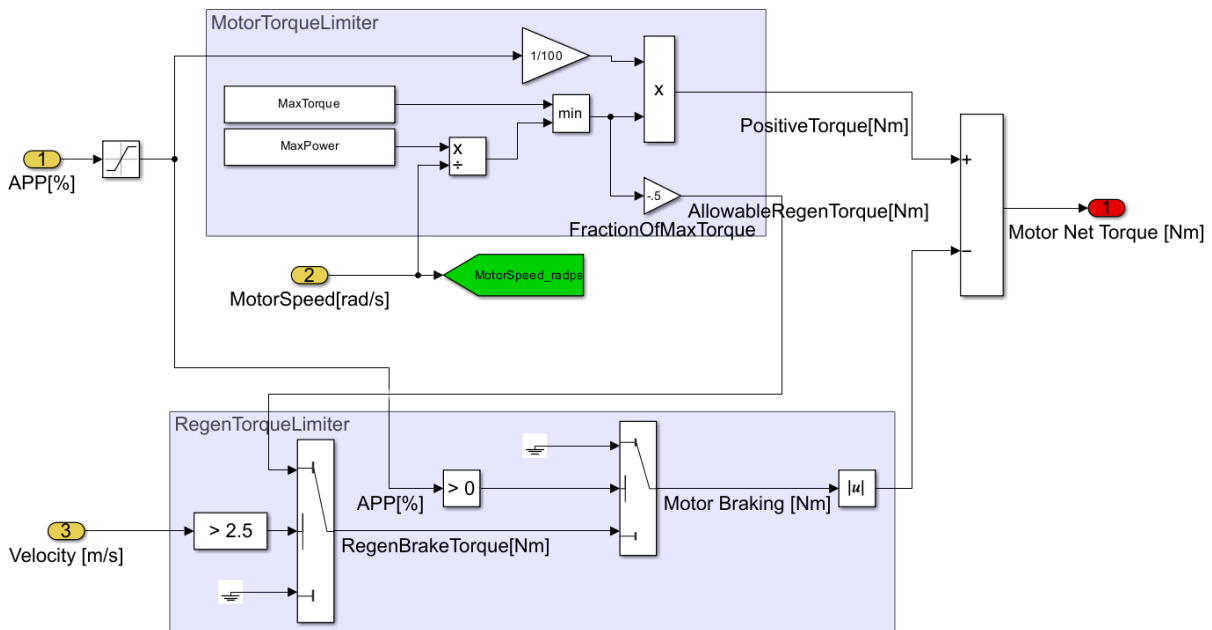 MotorTorqueLimiter
1/100
MaxTorque
min
x
MaxPower
x
÷
PositiveTorque[Nm]
+
1
APP[%]
-.5
AllowableRegenTorque[Nm]
FractionOfMaxTorque
1
Motor Net Torque [Nm]
−
2
MotorSpeed_radps
MotorSpeed[rad/s]
RegenTorqueLimiter
> 0
|u|
APP[%]
Motor Braking [Nm]
3
> 2.5
Velocity [m/s]
RegenBrakeTorque[Nm]